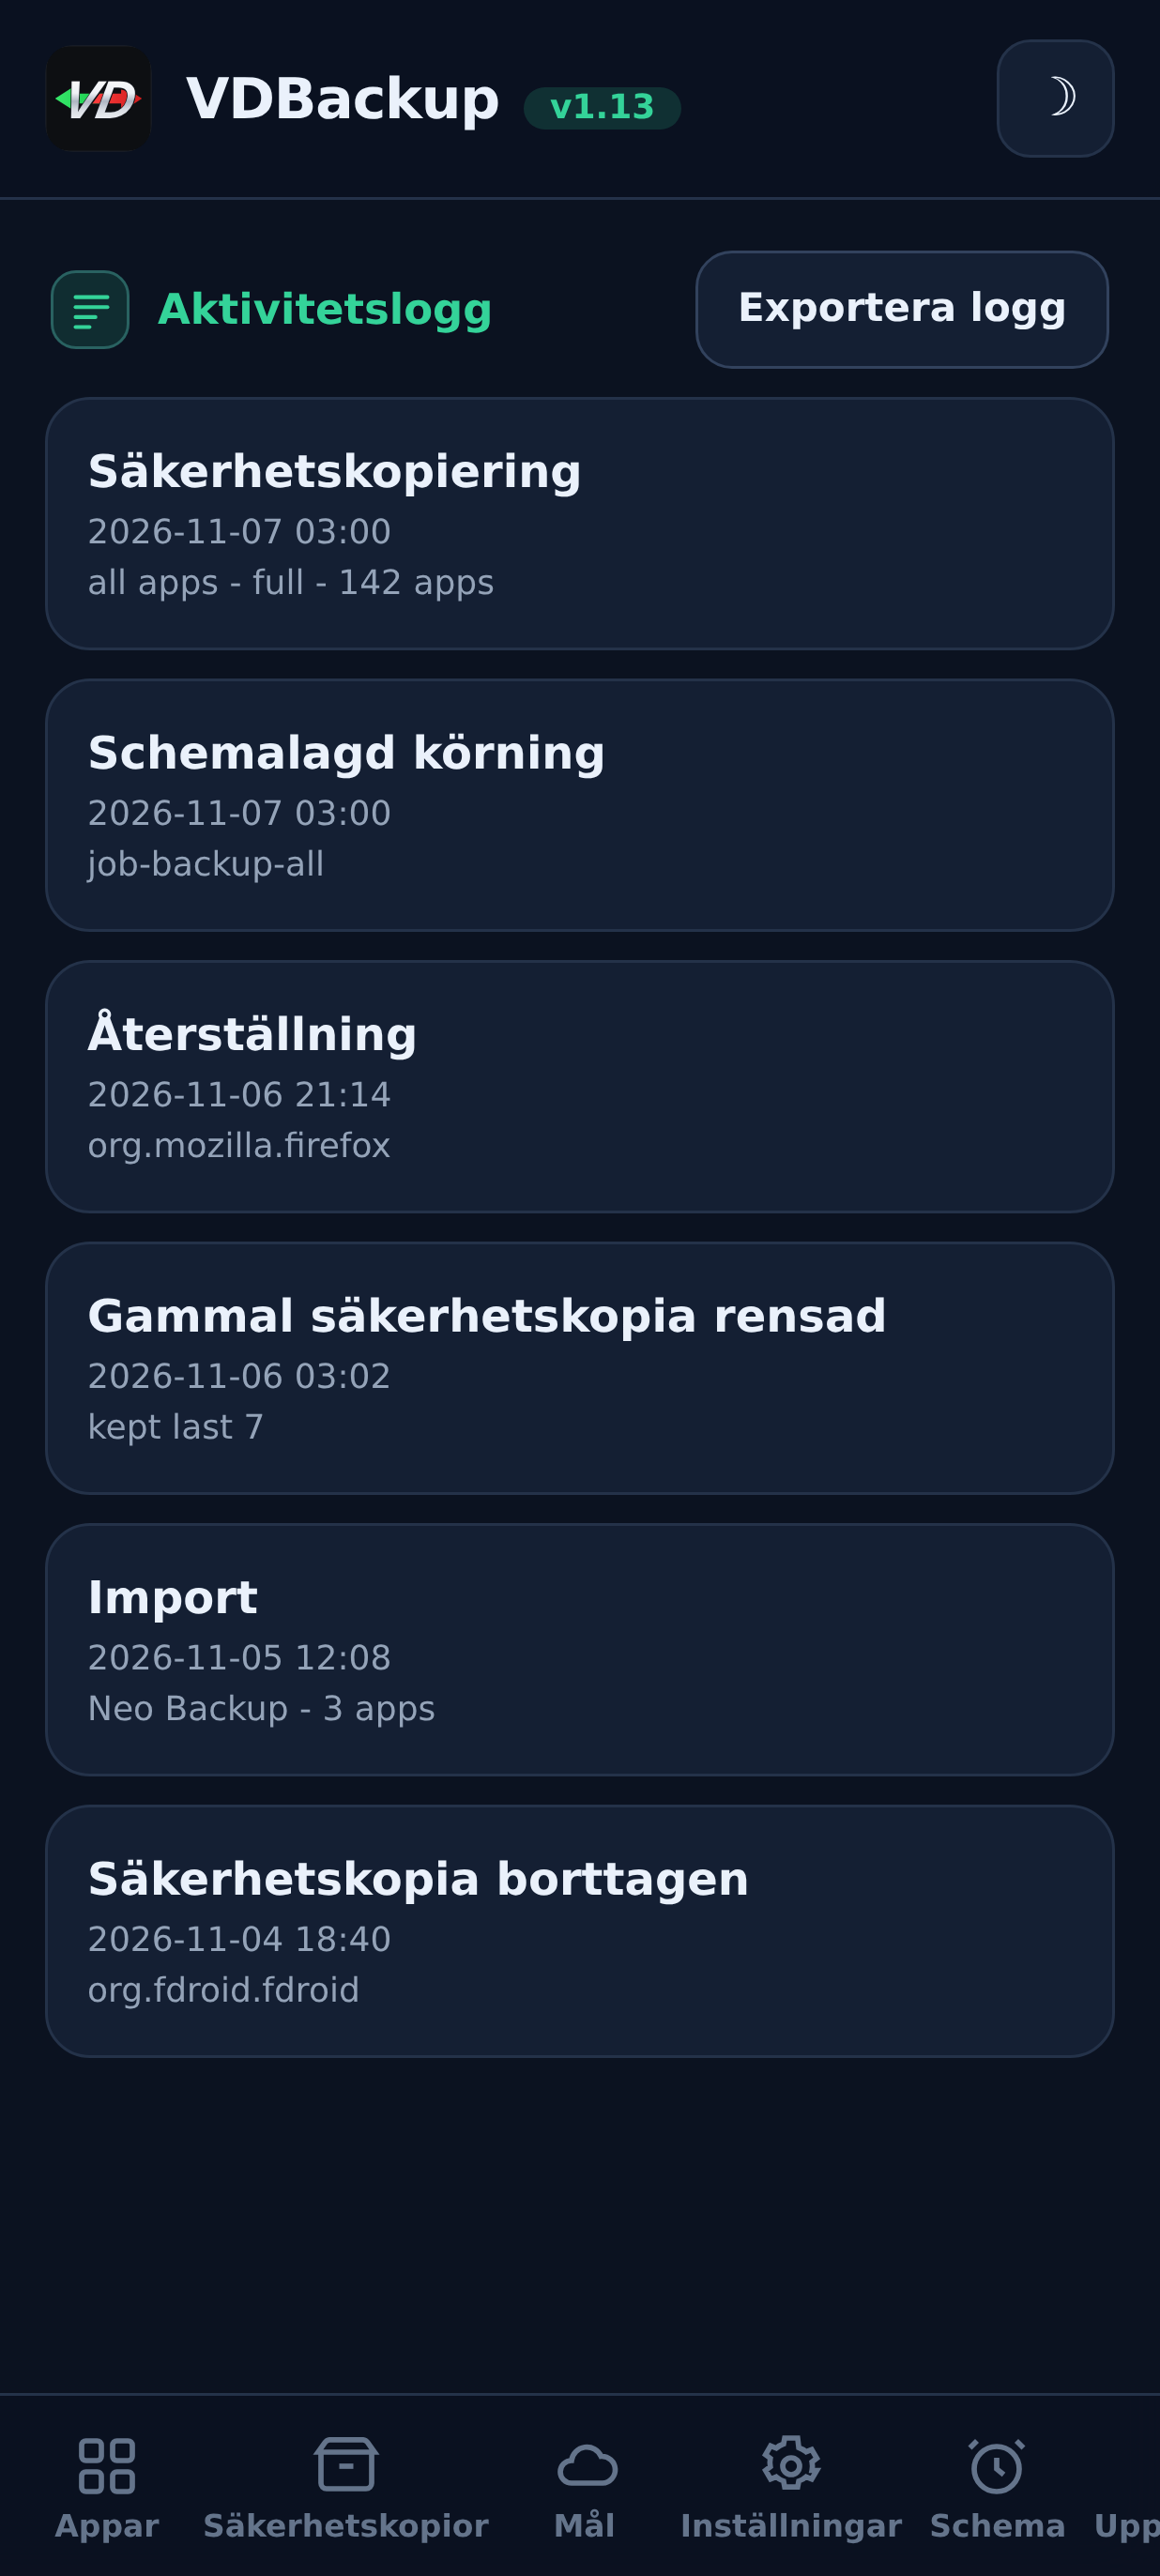 VD
VDBackup v1.13
Aktivitetslogg
Exportera logg
Säkerhetskopiering
2026-11-07 03:00
all apps - full - 142 apps
Schemalagd körning
2026-11-07 03:00
job-backup-all
Återställning
2026-11-06 21:14
org.mozilla.firefox
Gammal säkerhetskopia rensad
2026-11-06 03:02
kept last 7
Import
2026-11-05 12:08
Neo Backup - 3 apps
Säkerhetskopia borttagen
2026-11-04 18:40
org.fdroid.fdroid
Appar Säkerhetskopior Mål Inställningar Schema Upp